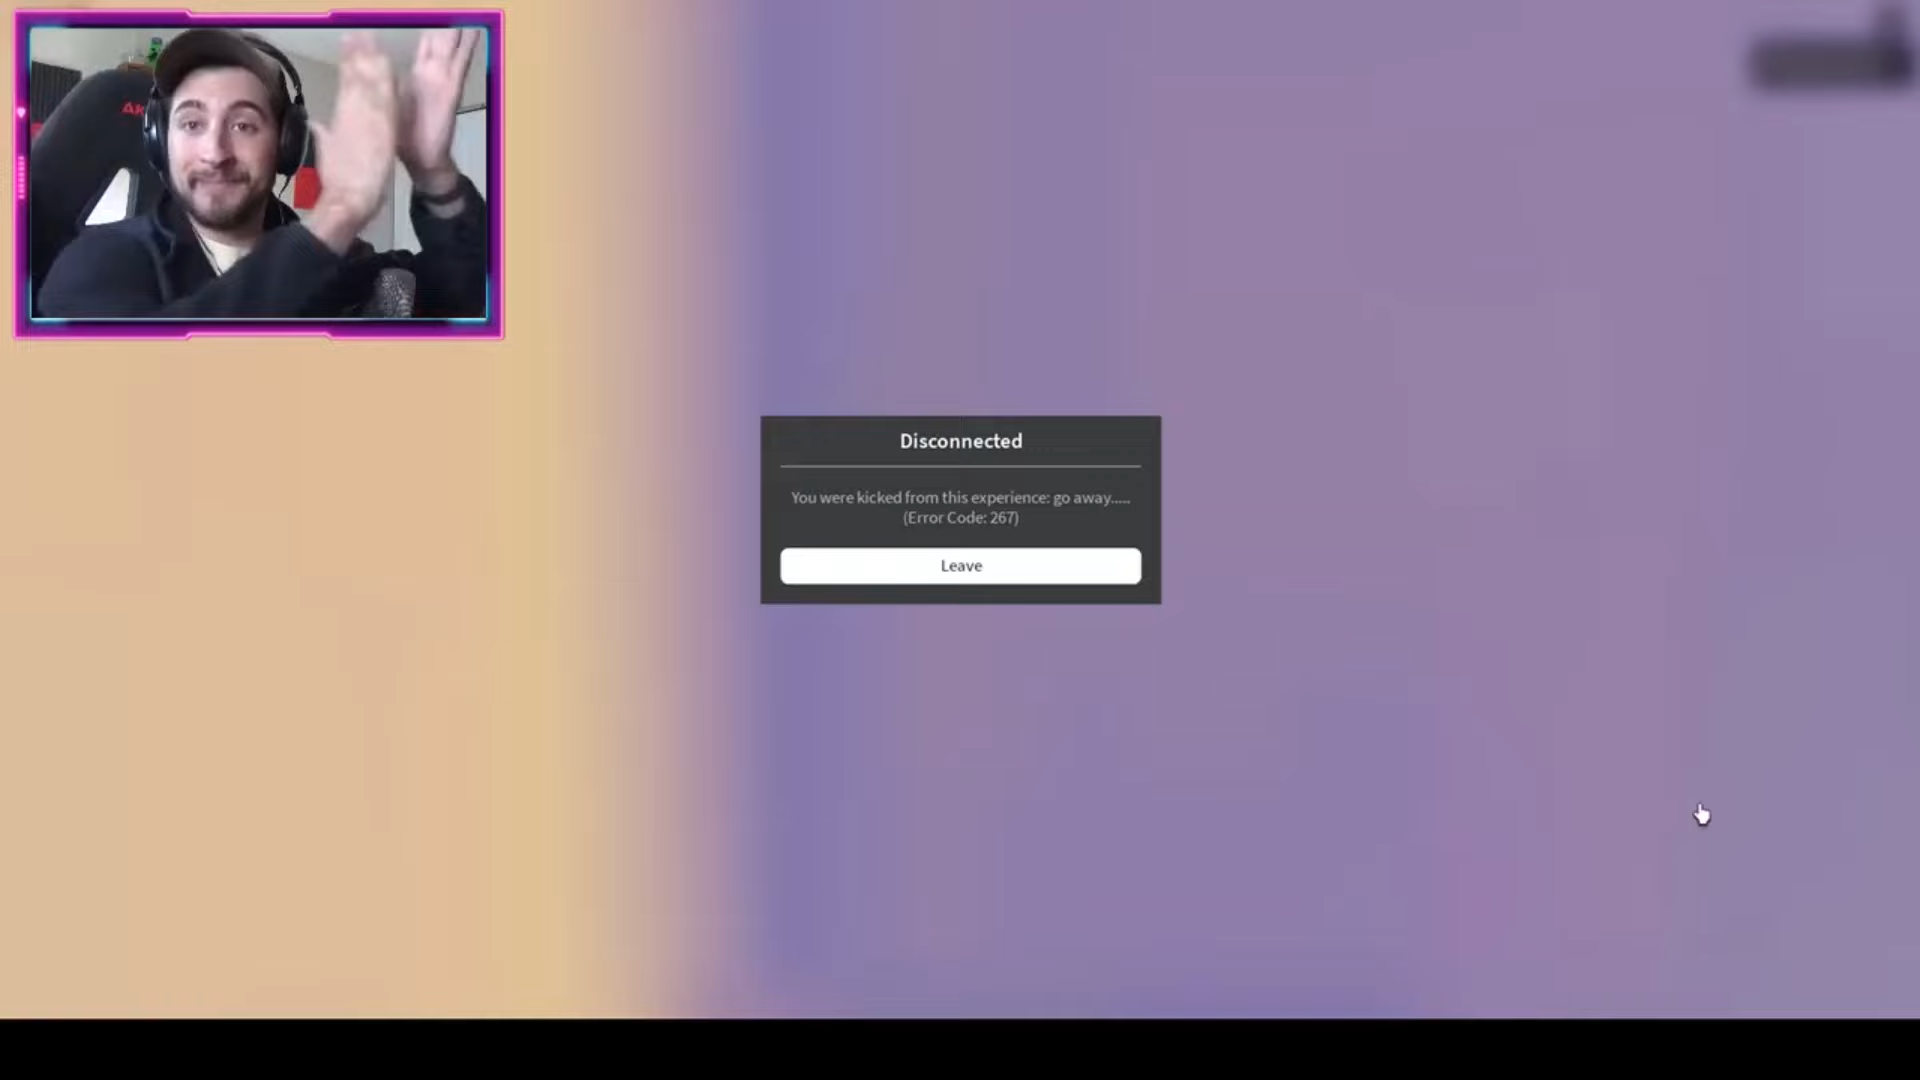 Disconnected
You were kicked from this experience: go away.....
(Error Code: 267)
Leave